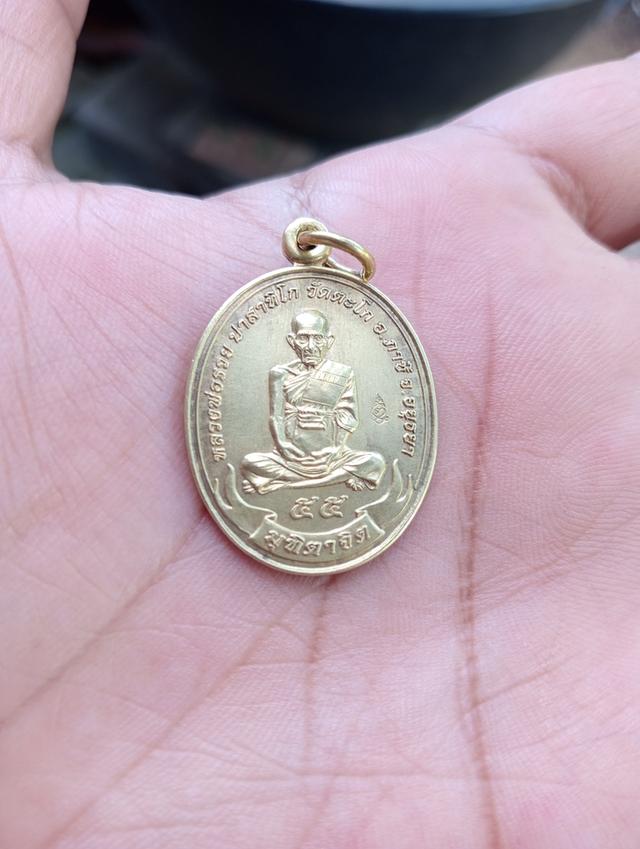 หลวงพ่อรวย ปาสาทิโก วัดตะโก อ.ภาชี จ.อยุธยา
๕๕
มุทิตาจิต